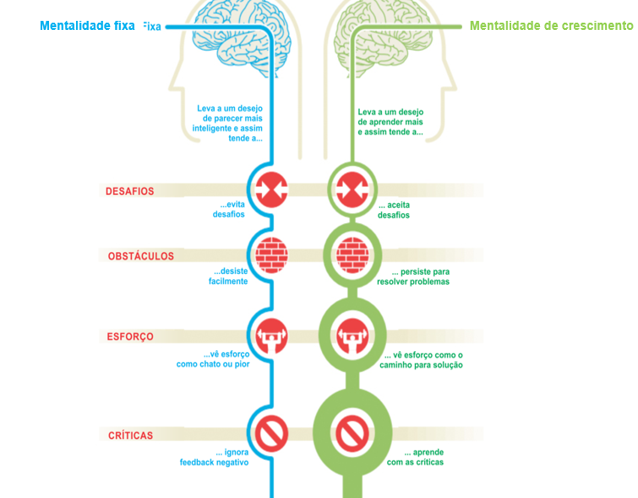 Mentalidade fixa
Fixa
Mentalidade de crescimento
Leva a um desejo
de parecer mais
inteligente e assim
tende a...
Leva a um desejo
de aprender mais
e assim tende a...
DESAFIOS
...evita
desafios
... aceita
desafios
OBSTÁCULOS
...desiste
facilmente
... persiste para
resolver problemas
ESFORÇO
...vê esforço
como chato ou pior
... vê esforço como o
caminho para solução
CRÍTICAS
... ignora
feedback negativo
... aprende
com as criticas